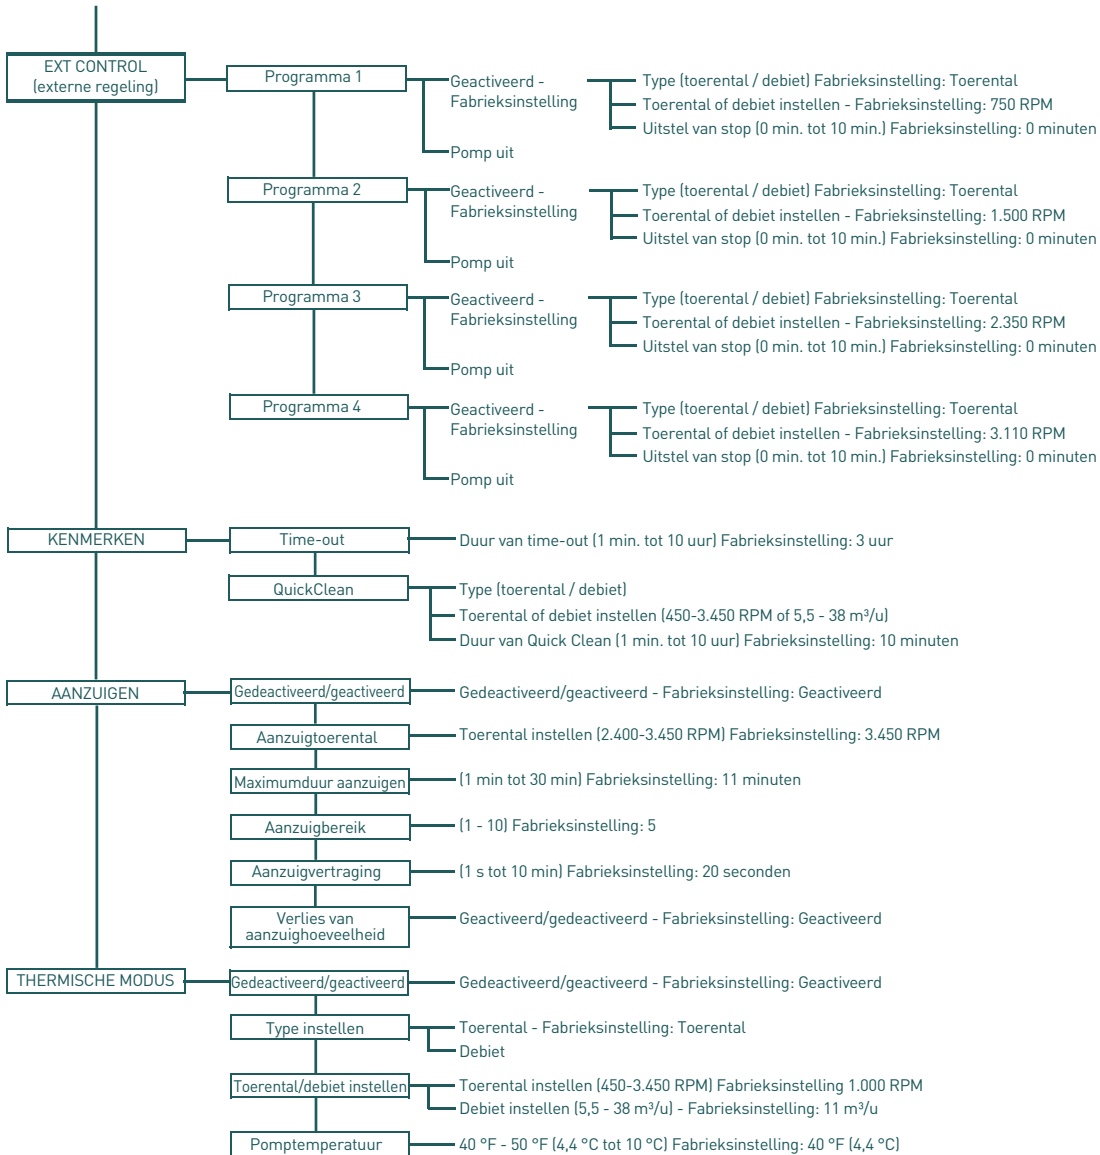 EXT CONTROL
(externe regeling)
Programma 1
Geactiveerd -
Fabrieksinstelling
Type (toerental / debiet) Fabrieksinstelling: Toerental
Toerental of debiet instellen - Fabrieksinstelling: 750 RPM
Uitstel van stop (0 min. tot 10 min.) Fabrieksinstelling: 0 minuten
Pomp uit
Programma 2
Geactiveerd -
Fabrieksinstelling
Type (toerental / debiet) Fabrieksinstelling: Toerental
Toerental of debiet instellen - Fabrieksinstelling: 1.500 RPM
Uitstel van stop (0 min. tot 10 min.) Fabrieksinstelling: 0 minuten
Pomp uit
Programma 3
Geactiveerd -
Fabrieksinstelling
Type (toerental / debiet) Fabrieksinstelling: Toerental
Toerental of debiet instellen - Fabrieksinstelling: 2.350 RPM
Uitstel van stop (0 min. tot 10 min.) Fabrieksinstelling: 0 minuten
Pomp uit
Programma 4
Geactiveerd -
Fabrieksinstelling
Type (toerental / debiet) Fabrieksinstelling: Toerental
Toerental of debiet instellen - Fabrieksinstelling: 3.110 RPM
Uitstel van stop (0 min. tot 10 min.) Fabrieksinstelling: 0 minuten
Pomp uit
KENMERKEN
Time-out
Duur van time-out (1 min. tot 10 uur) Fabrieksinstelling: 3 uur
QuickClean
Type (toerental / debiet)
Toerental of debiet instellen (450-3.450 RPM of 5,5 - 38 m³/u)
Duur van Quick Clean (1 min. tot 10 uur) Fabrieksinstelling: 10 minuten
AANZUIGEN
Gedeactiveerd/geactiveerd
Gedeactiveerd/geactiveerd - Fabrieksinstelling: Geactiveerd
Aanzuigtoerental
Toerental instellen (2.400-3.450 RPM) Fabrieksinstelling: 3.450 RPM
Maximumduur aanzuigen
(1 min tot 30 min) Fabrieksinstelling: 11 minuten
Aanzuigbereik
(1 - 10) Fabrieksinstelling: 5
Aanzuigvertraging
(1 s tot 10 min) Fabrieksinstelling: 20 seconden
Verlies van
aanzuighoeveelheid
Geactiveerd/gedeactiveerd - Fabrieksinstelling: Geactiveerd
THERMISCHE MODUS
Gedeactiveerd/geactiveerd
Gedeactiveerd/geactiveerd - Fabrieksinstelling: Geactiveerd
Type instellen
Toerental - Fabrieksinstelling: Toerental
Debiet
Toerental/debiet instellen
Toerental instellen (450-3.450 RPM) Fabrieksinstelling 1.000 RPM
Debiet instellen (5,5 - 38 m³/u) - Fabrieksinstelling: 11 m³/u
Pomptemperatuur
40 °F - 50 °F (4,4 °C tot 10 °C) Fabrieksinstelling: 40 °F (4,4 °C)